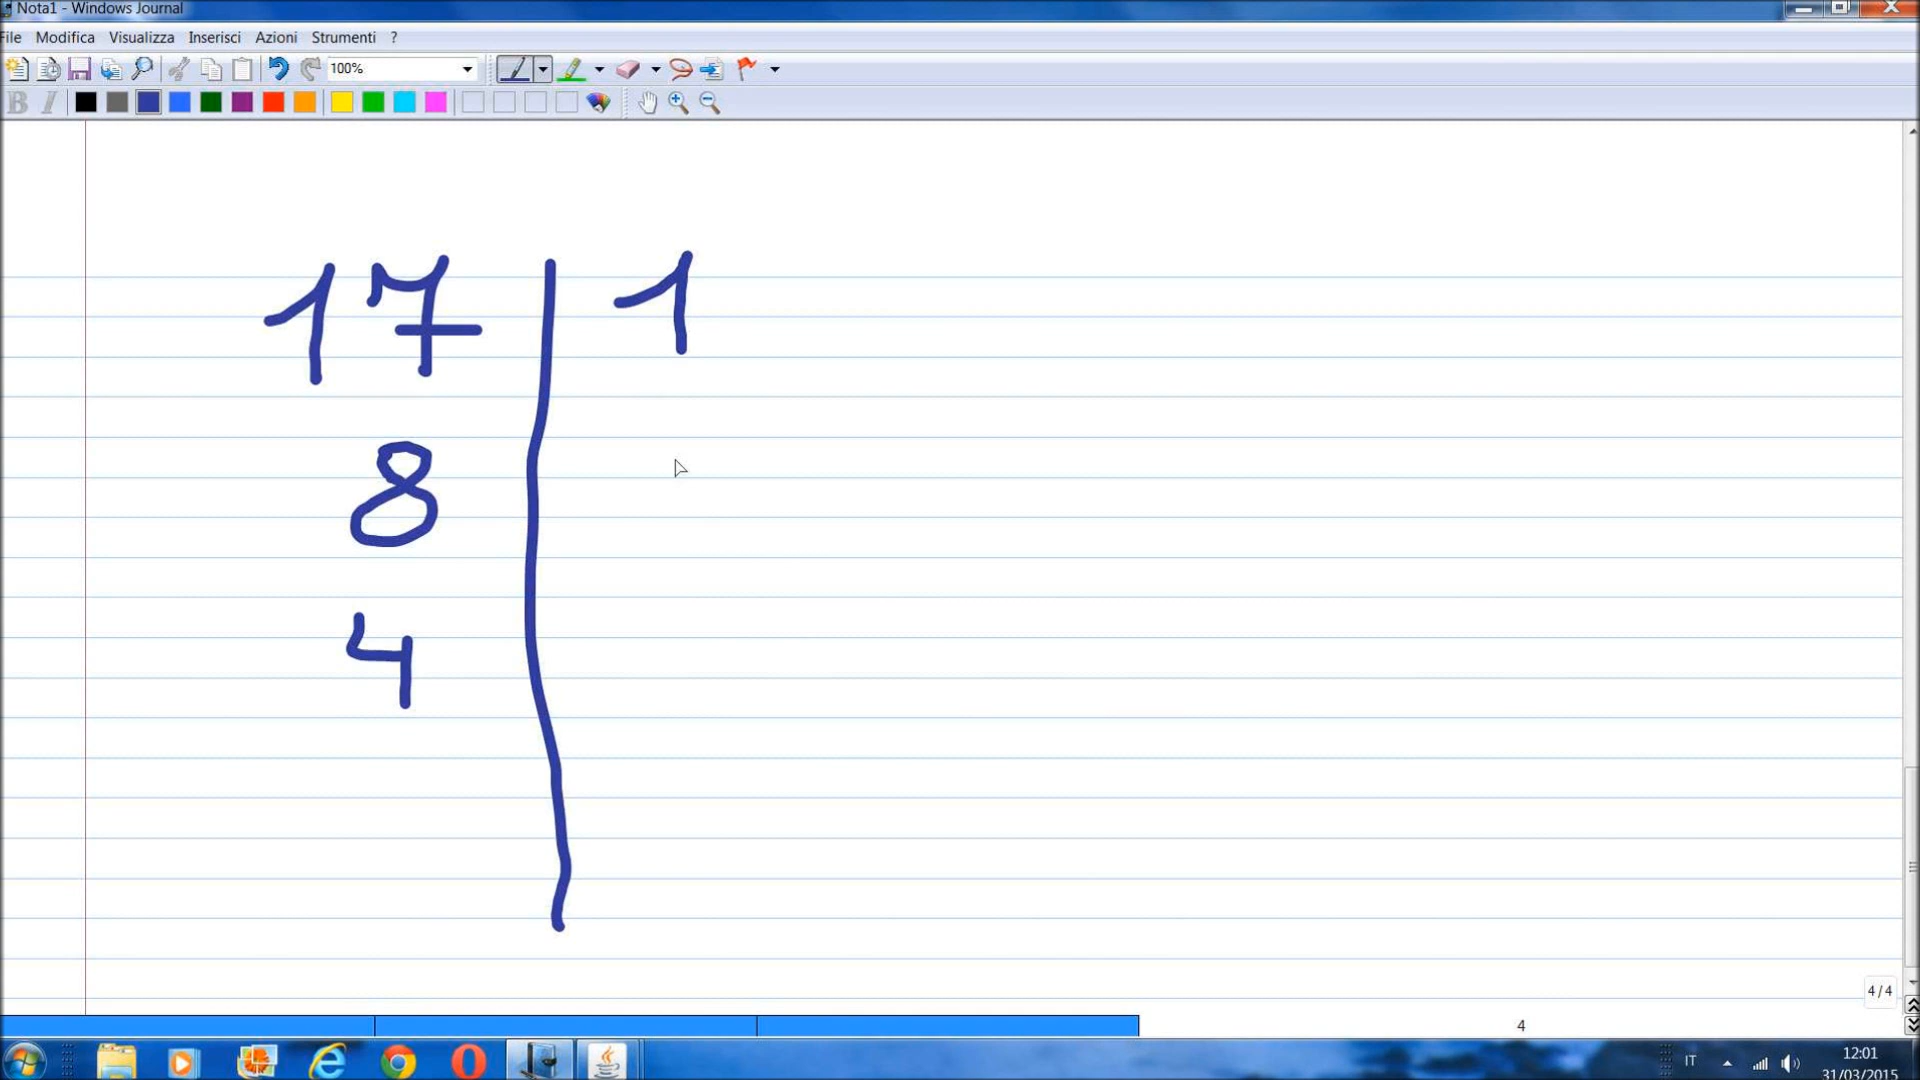 Nota1 - Windows Journal
File Modifica Visualizza Inserisci Azioni Strumenti ?
100%
B I
17 | 1
8
4
4/4
4
IT
12:01
31/03/2015